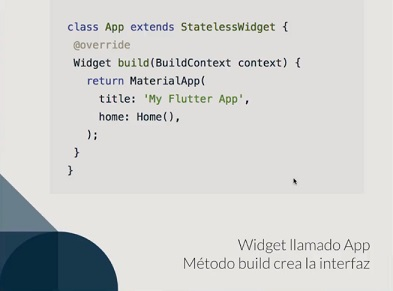 class App extends StatelessWidget {
@override
Widget build(BuildContext context) {
return MaterialApp(
title: 'My Flutter App',
home: Home(),
);
}
}
Widget llamado App
Método build crea la interfaz